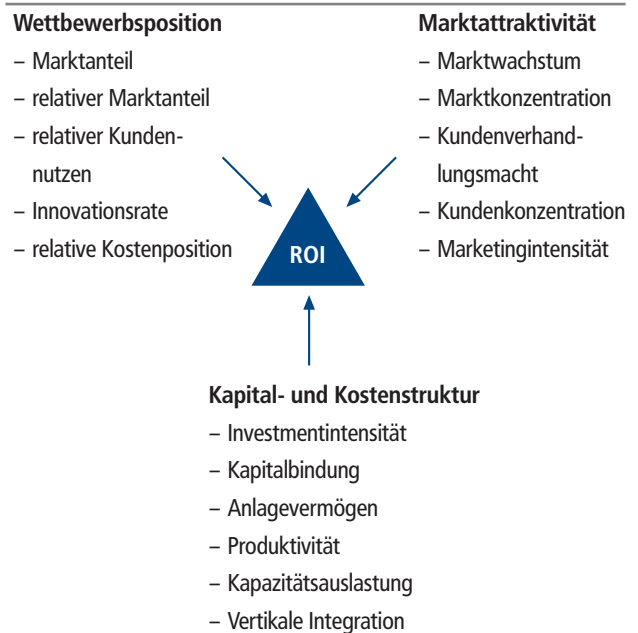 Wettbewerbsposition
– Marktanteil
– relativer Marktanteil
– relativer Kunden-
nutzen
– Innovationsrate
– relative Kostenposition
Marktattraktivität
– Marktwachstum
– Marktkonzentration
– Kundenverhand-
lungsmacht
– Kundenkonzentration
– Marketingintensität
ROI
Kapital- und Kostenstruktur
– Investmentintensität
– Kapitalbindung
– Anlagevermögen
– Produktivität
– Kapazitätsauslastung
– Vertikale Integration